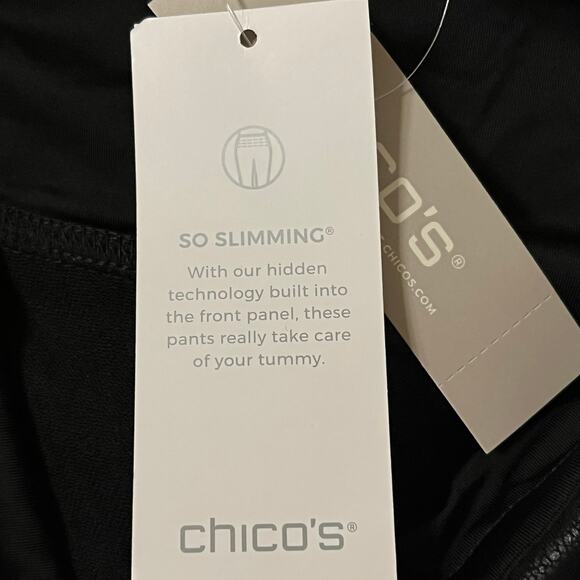 SO SLIMMING®
With our hidden
technology built into
the front panel, these
pants really take care
of your tummy.
chico's®
CO'S®
CHICOS.COM